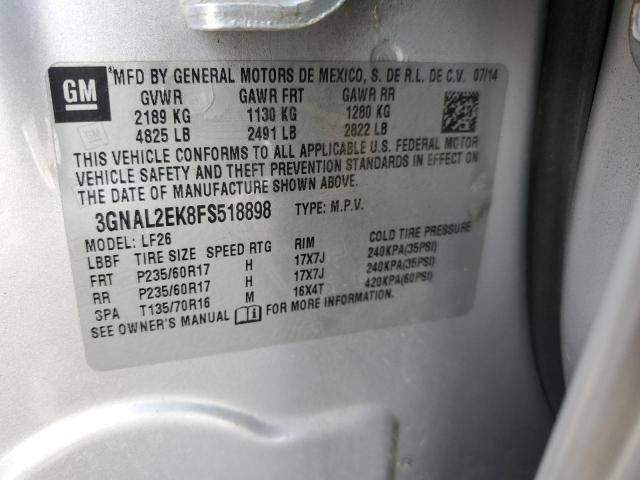 GM *MFD BY GENERAL MOTORS DE MEXICO, S. DE R.L. DE C.V. 07/14
GVWR GAWR FRT GAWR RR
2189 KG 1130 KG 1280 KG
GM 4825 LB 2491 LB 2822 LB
THIS VEHICLE CONFORMS TO ALL APPLICABLE U.S. FEDERAL MOTOR
VEHICLE SAFETY AND THEFT PREVENTION STANDARDS IN EFFECT ON
THE DATE OF MANUFACTURE SHOWN ABOVE.
3GNAL2EK8FS518898 TYPE: M.P.V.
MODEL: LF26
LBBF TIRE SIZE SPEED RTG RIM COLD TIRE PRESSURE
FRT P235/60R17 H 17X7J 240KPA(35PSI)
RR P235/60R17 H 17X7J 240KPA(35PSI)
SPA T135/70R16 M 16X4T 420KPA(60PSI)
SEE OWNER'S MANUAL FOR MORE INFORMATION.